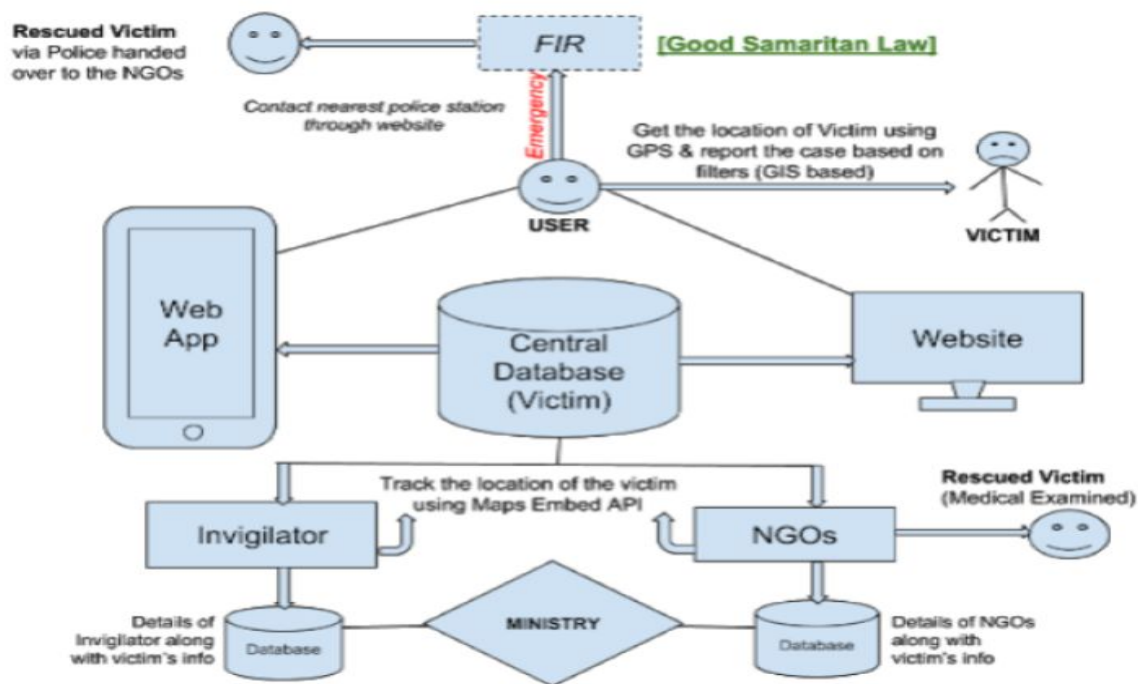 Rescued Victim
via Police handed
over to the NGOs
FIR
[Good Samaritan Law]
Contact nearest police station
through website
Emergency
Get the location of Victim using
GPS & report the case based on
filters (GIS based)
USER
VICTIM
Web
App
Central
Database
(Victim)
Website
Track the location of the victim
using Maps Embed API
Rescued Victim
(Medical Examined)
Invigilator
NGOs
Details of
Invigilator along
with victim's info
Database
MINISTRY
Database
Details of NGOs
along with
victim's info